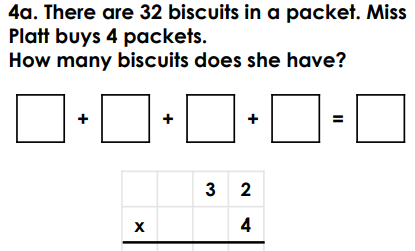 4a. There are 32 biscuits in a packet. Miss
Platt buys 4 packets.
How many biscuits does she have?
+ + + =
3 2
x 4